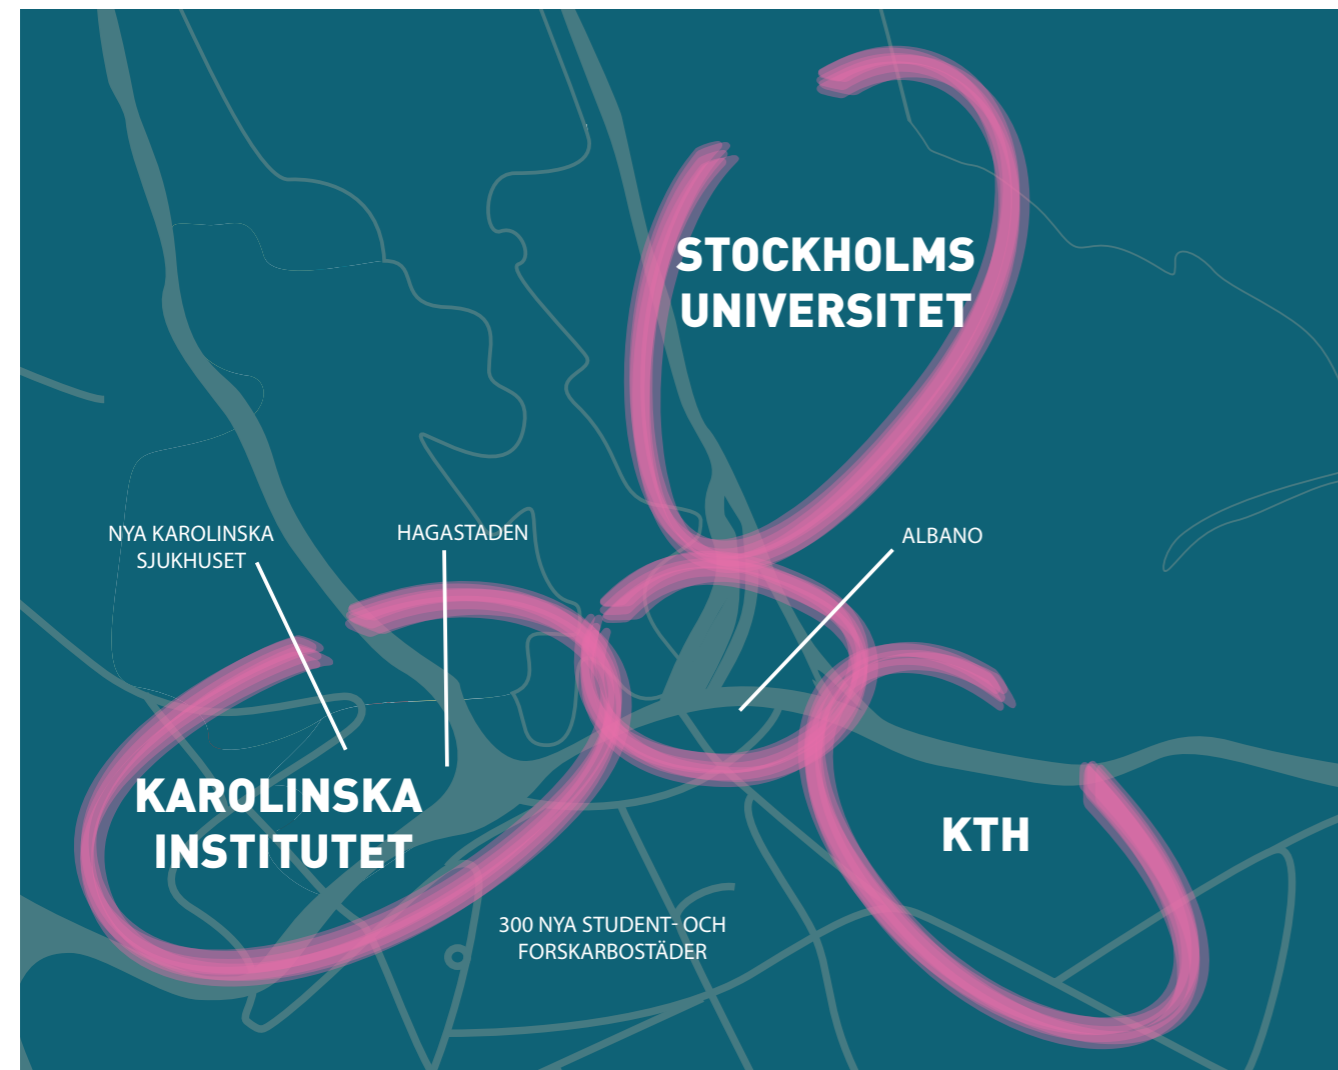 STOCKHOLMS
UNIVERSITET
NYA KAROLINSKA
SJUKHUSET
HAGASTADEN
ALBANO
KAROLINSKA
INSTITUTET
KTH
300 NYA STUDENT- OCH
FORSKARBOSTÄDER